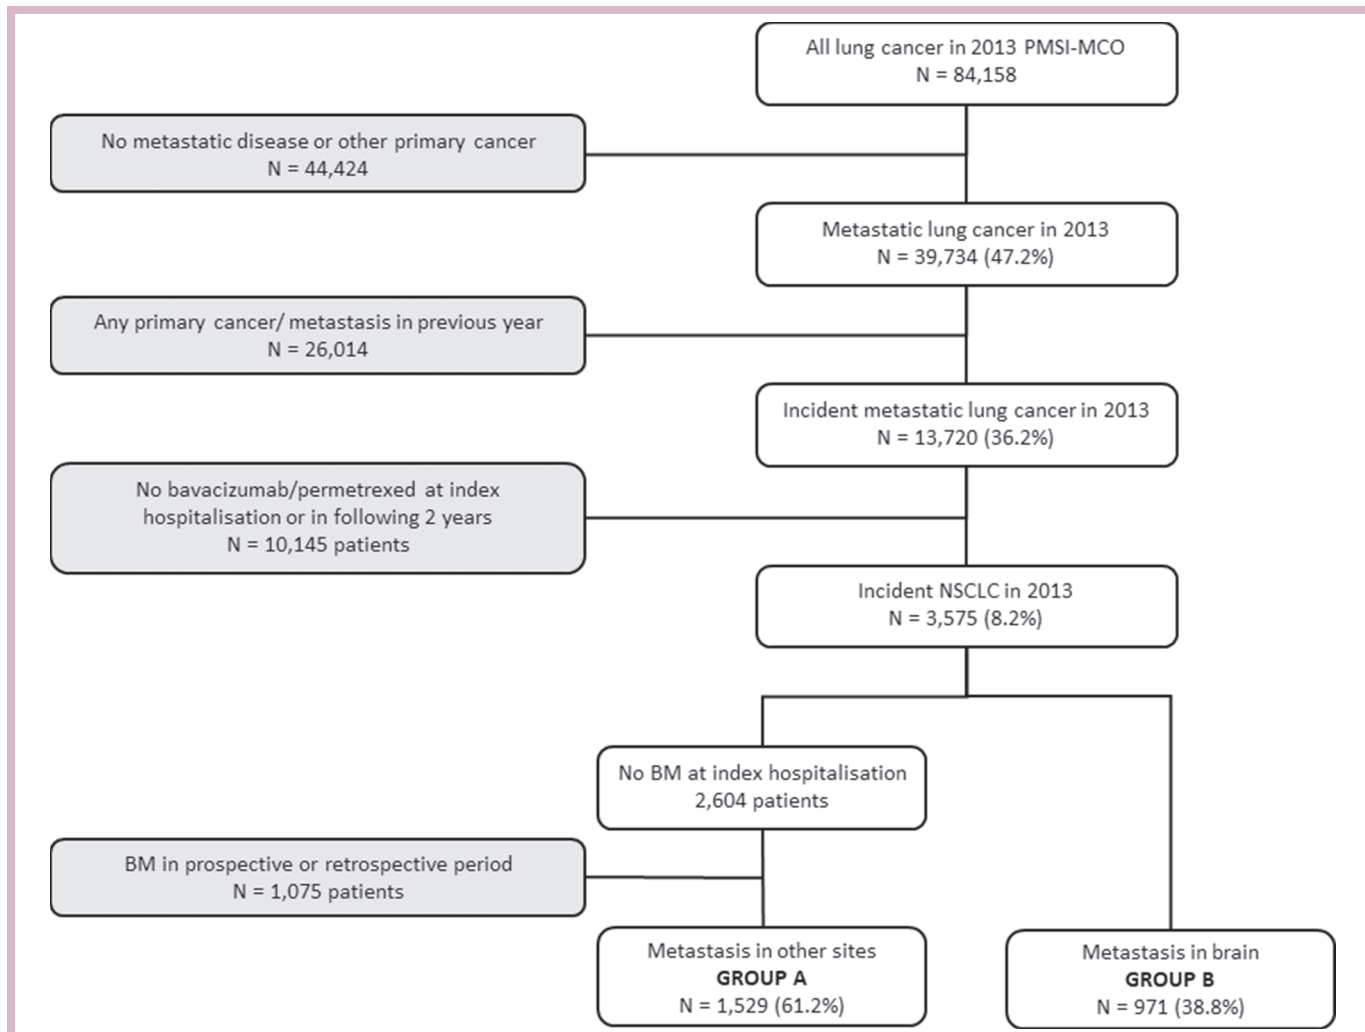 All lung cancer in 2013 PMSI-MCO
N = 84,158
No metastatic disease or other primary cancer
N = 44,424
Metastatic lung cancer in 2013
N = 39,734 (47.2%)
Any primary cancer/ metastasis in previous year
N = 26,014
Incident metastatic lung cancer in 2013
N = 13,720 (36.2%)
No bavacizumab/permetrexed at index
hospitalisation or in following 2 years
N = 10,145 patients
Incident NSCLC in 2013
N = 3,575 (8.2%)
No BM at index hospitalisation
2,604 patients
BM in prospective or retrospective period
N = 1,075 patients
Metastasis in other sites
GROUP A
N = 1,529 (61.2%)
Metastasis in brain
GROUP B
N = 971 (38.8%)